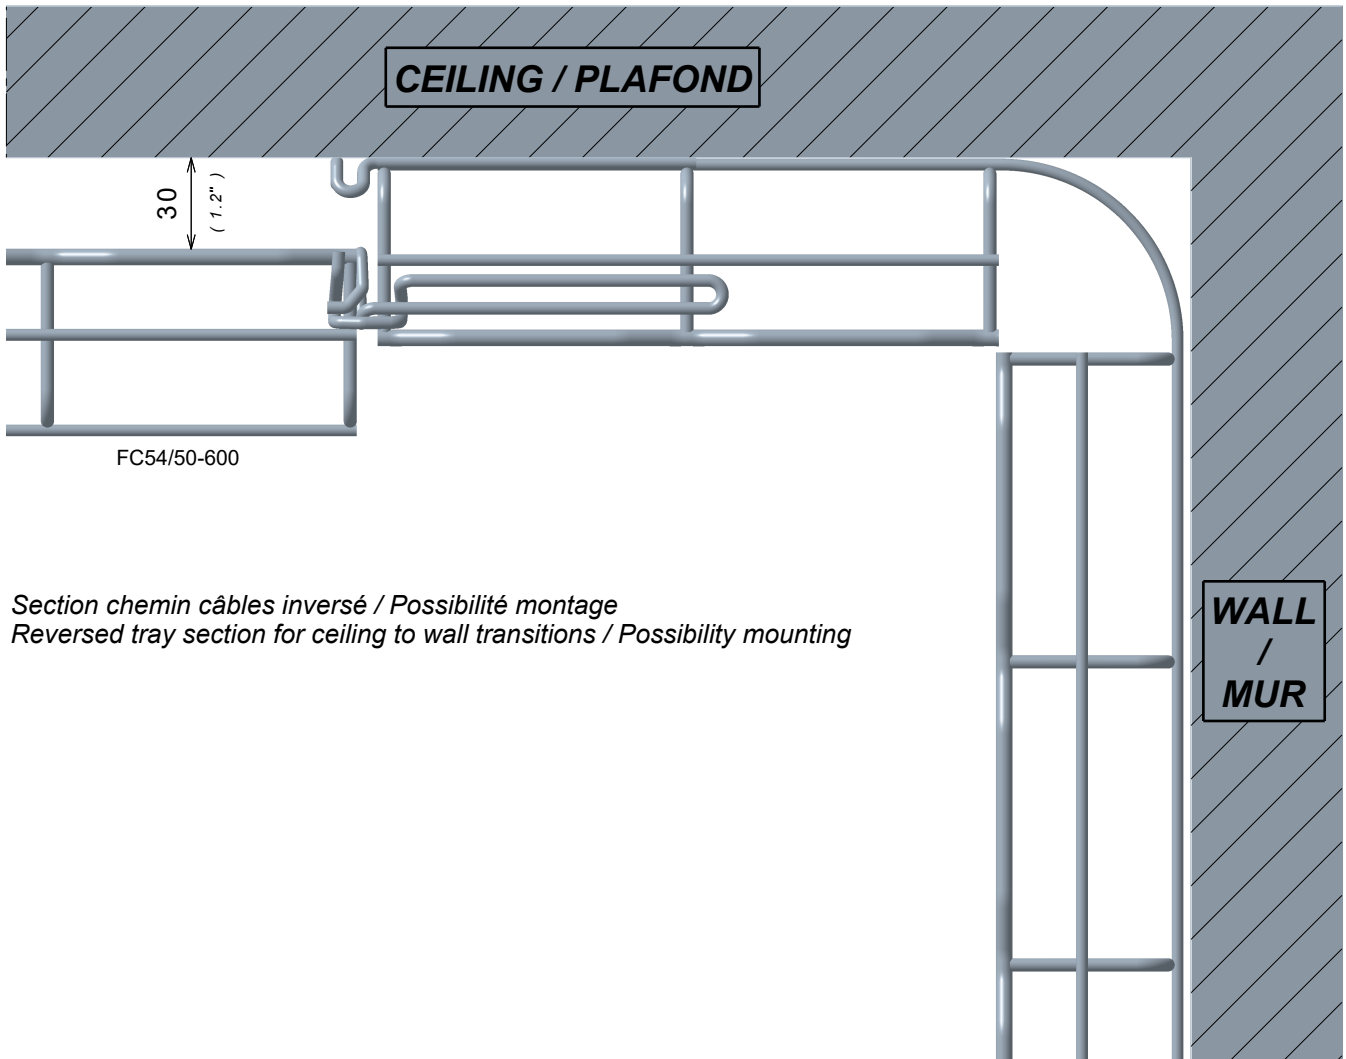 CEILING / PLAFOND
30
( 1.2" )
FC54/50-600
Section chemin câbles inversé / Possibilité montage
Reversed tray section for ceiling to wall transitions / Possibility mounting
WALL
/
MUR